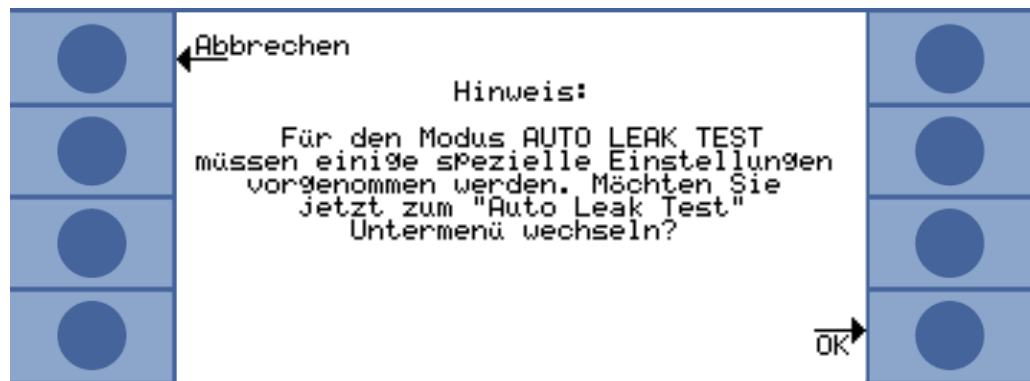 Abbrechen
Hinweis:
Für den Modus AUTO LEAK TEST
müssen einige spezielle Einstellungen
vorgenommen werden. Möchten Sie
jetzt zum "Auto Leak Test"
Untermenü wechseln?
OK